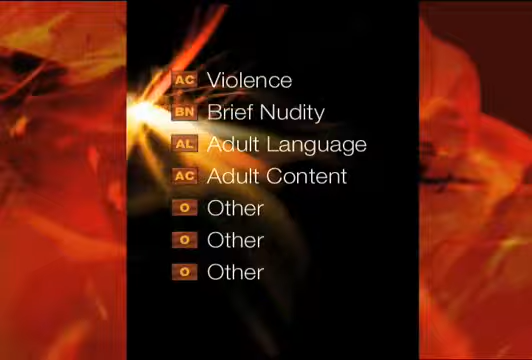 AC Violence
BN Brief Nudity
AL Adult Language
AC Adult Content
O Other
O Other
O Other